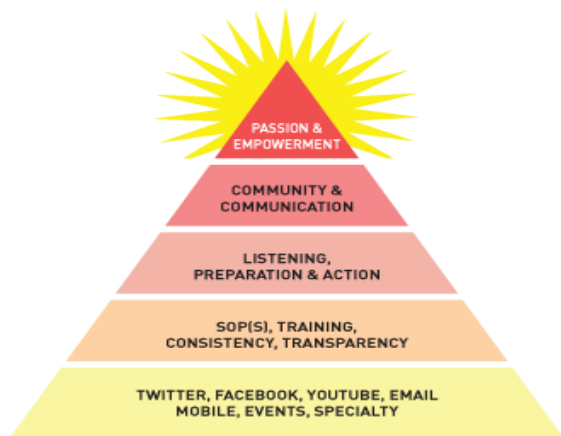 PASSION &
EMPOWERMENT
COMMUNITY &
COMMUNICATION
LISTENING,
PREPARATION & ACTION
SOP(S), TRAINING,
CONSISTENCY, TRANSPARENCY
TWITTER, FACEBOOK, YOUTUBE, EMAIL
MOBILE, EVENTS, SPECIALTY